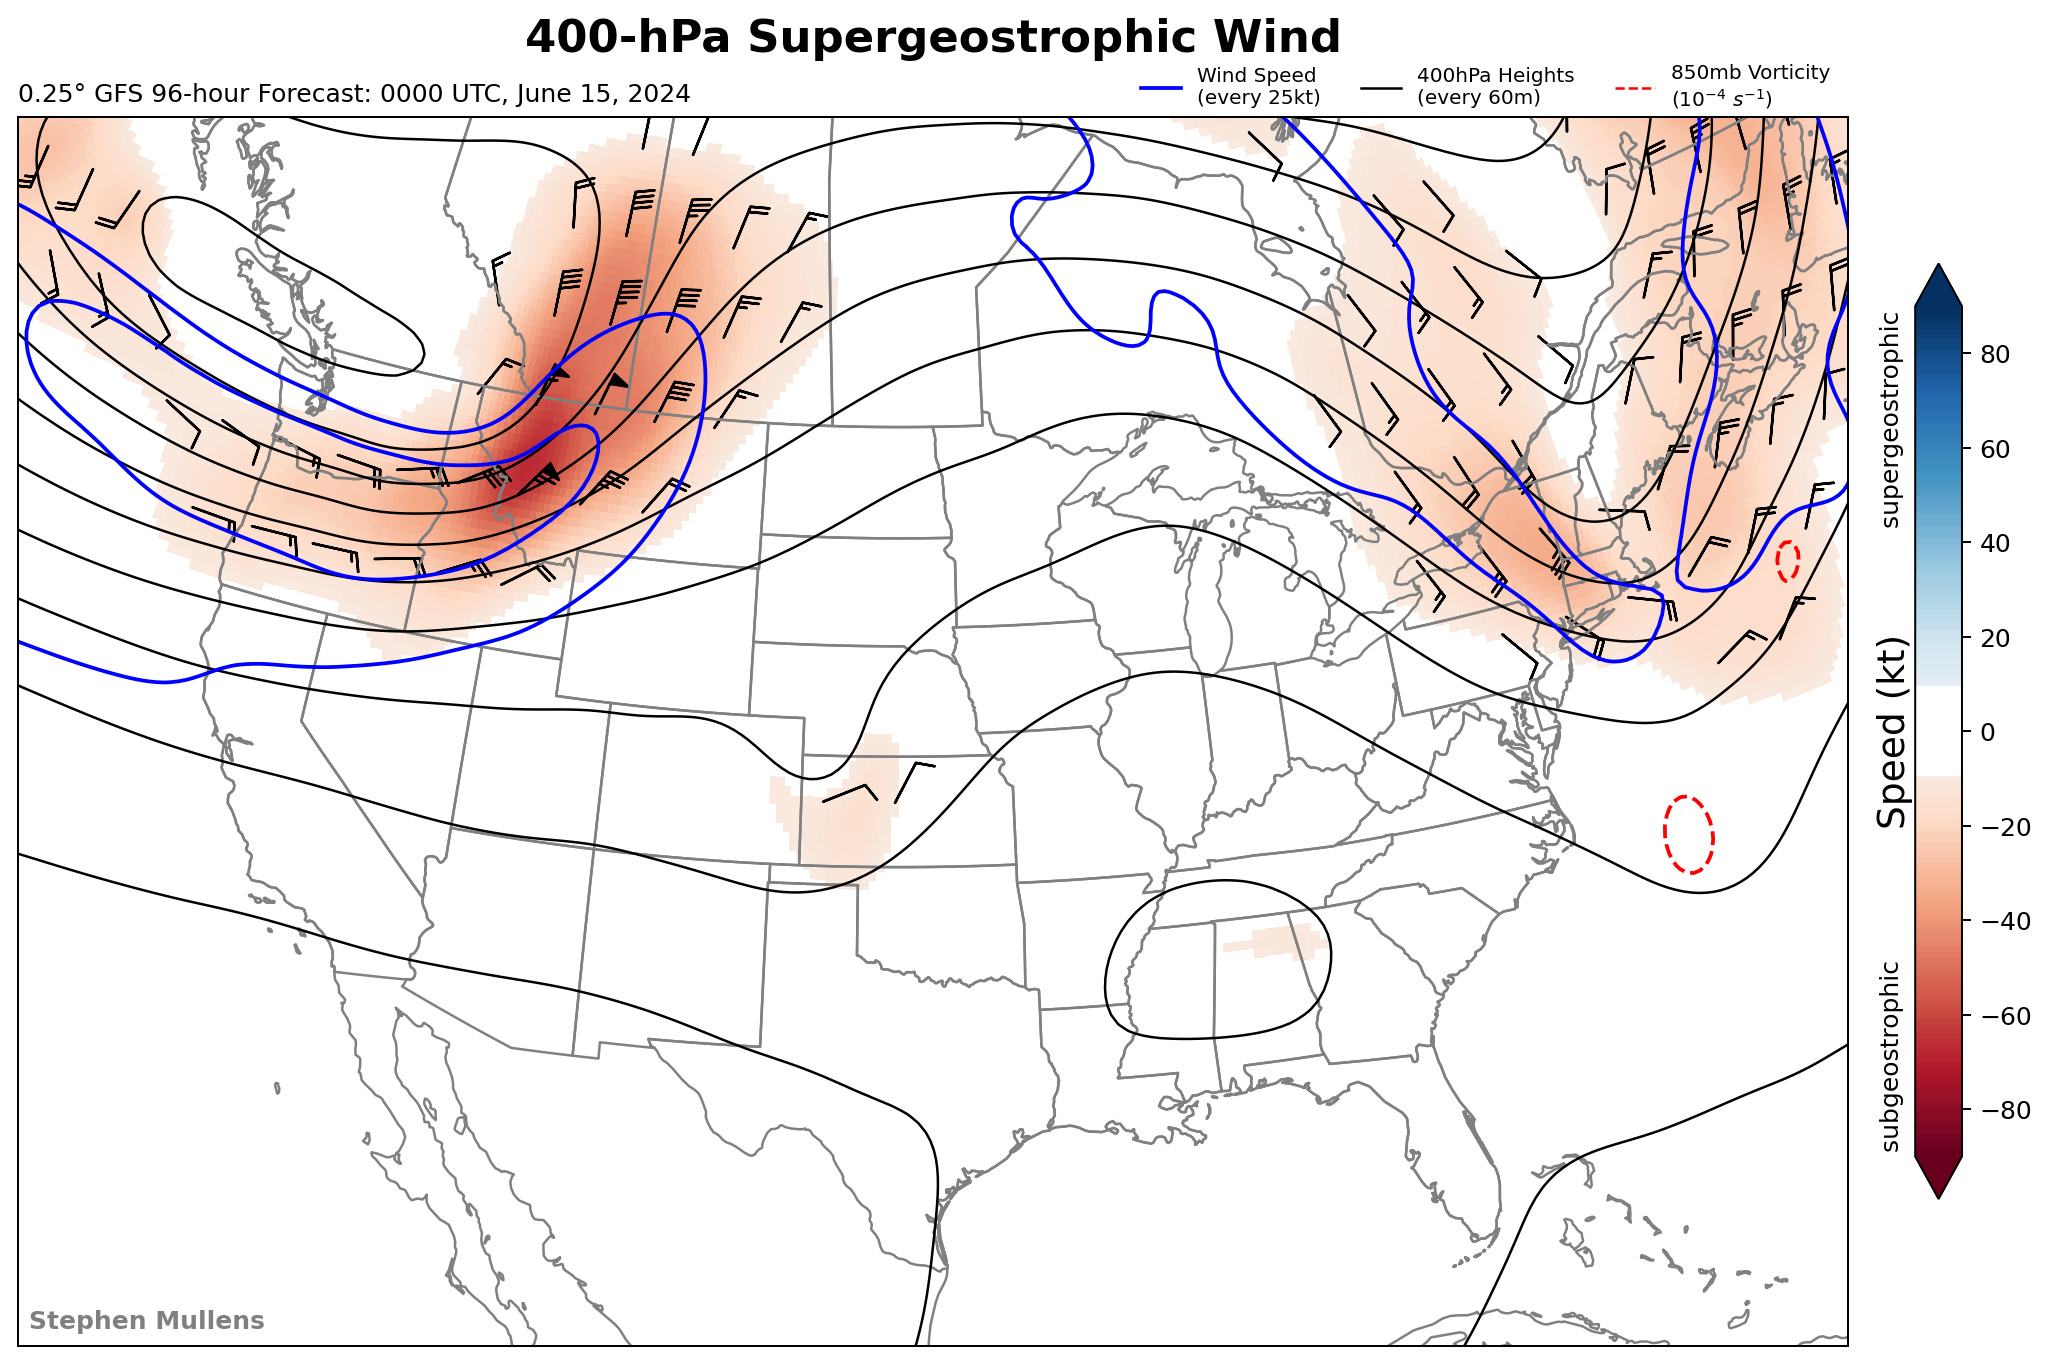 400-hPa Supergeostrophic Wind
0.25° GFS 96-hour Forecast: 0000 UTC, June 15, 2024
Wind Speed
(every 25kt)
400hPa Heights
(every 60m)
850mb Vorticity
(10⁻⁴ s⁻¹)
supergeostrophic
Speed (kt)
subgeostrophic
80
60
40
20
0
−20
−40
−60
−80
Stephen Mullens